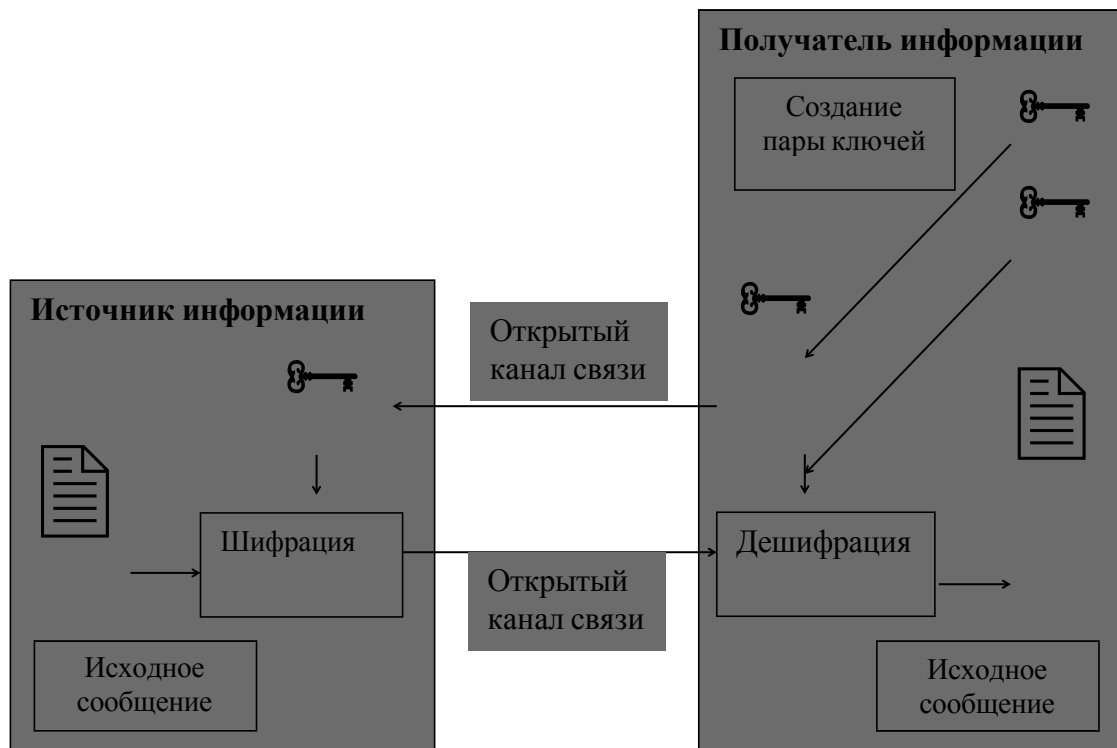 Получатель информации
Создание
пары ключей
Источник информации
Открытый
канал связи
Шифрация
Дешифрация
Открытый
канал связи
Исходное
сообщение
Исходное
сообщение